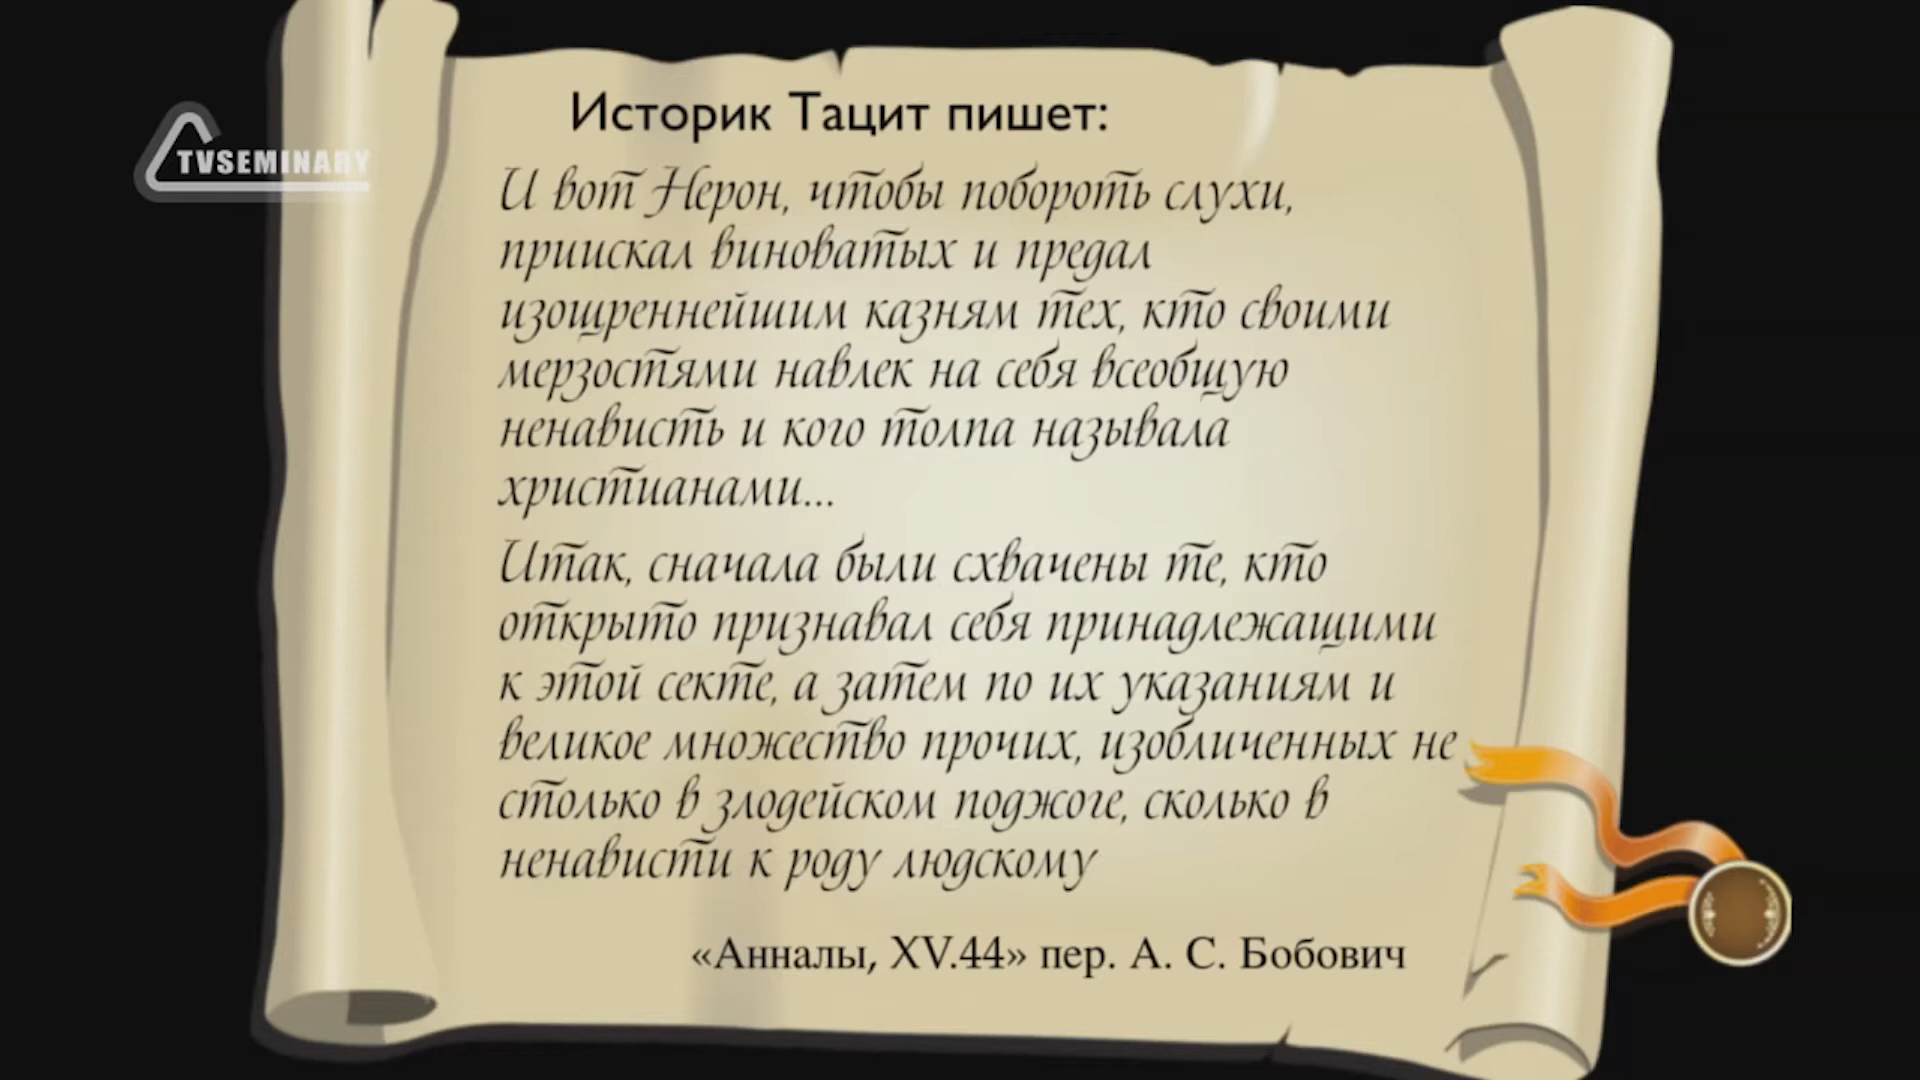 TVSEMINARY
Историк Тацит пишет:
И вот Нерон, чтобы побороть слухи,
приискал виноватых и предал
изощреннейшим казням тех, кто своими
мерзостями навлек на себя всеобщую
ненависть и кого толпа называла
христианами...
Итак, сначала были схвачены те, кто
открыто признавал себя принадлежащими
к этой секте, а затем по их указаниям и
великое множество прочих, изобличенных не
столько в злодейском поджоге, сколько в
ненависти к роду людскому
«Анналы, XV.44» пер. А. С. Бобович